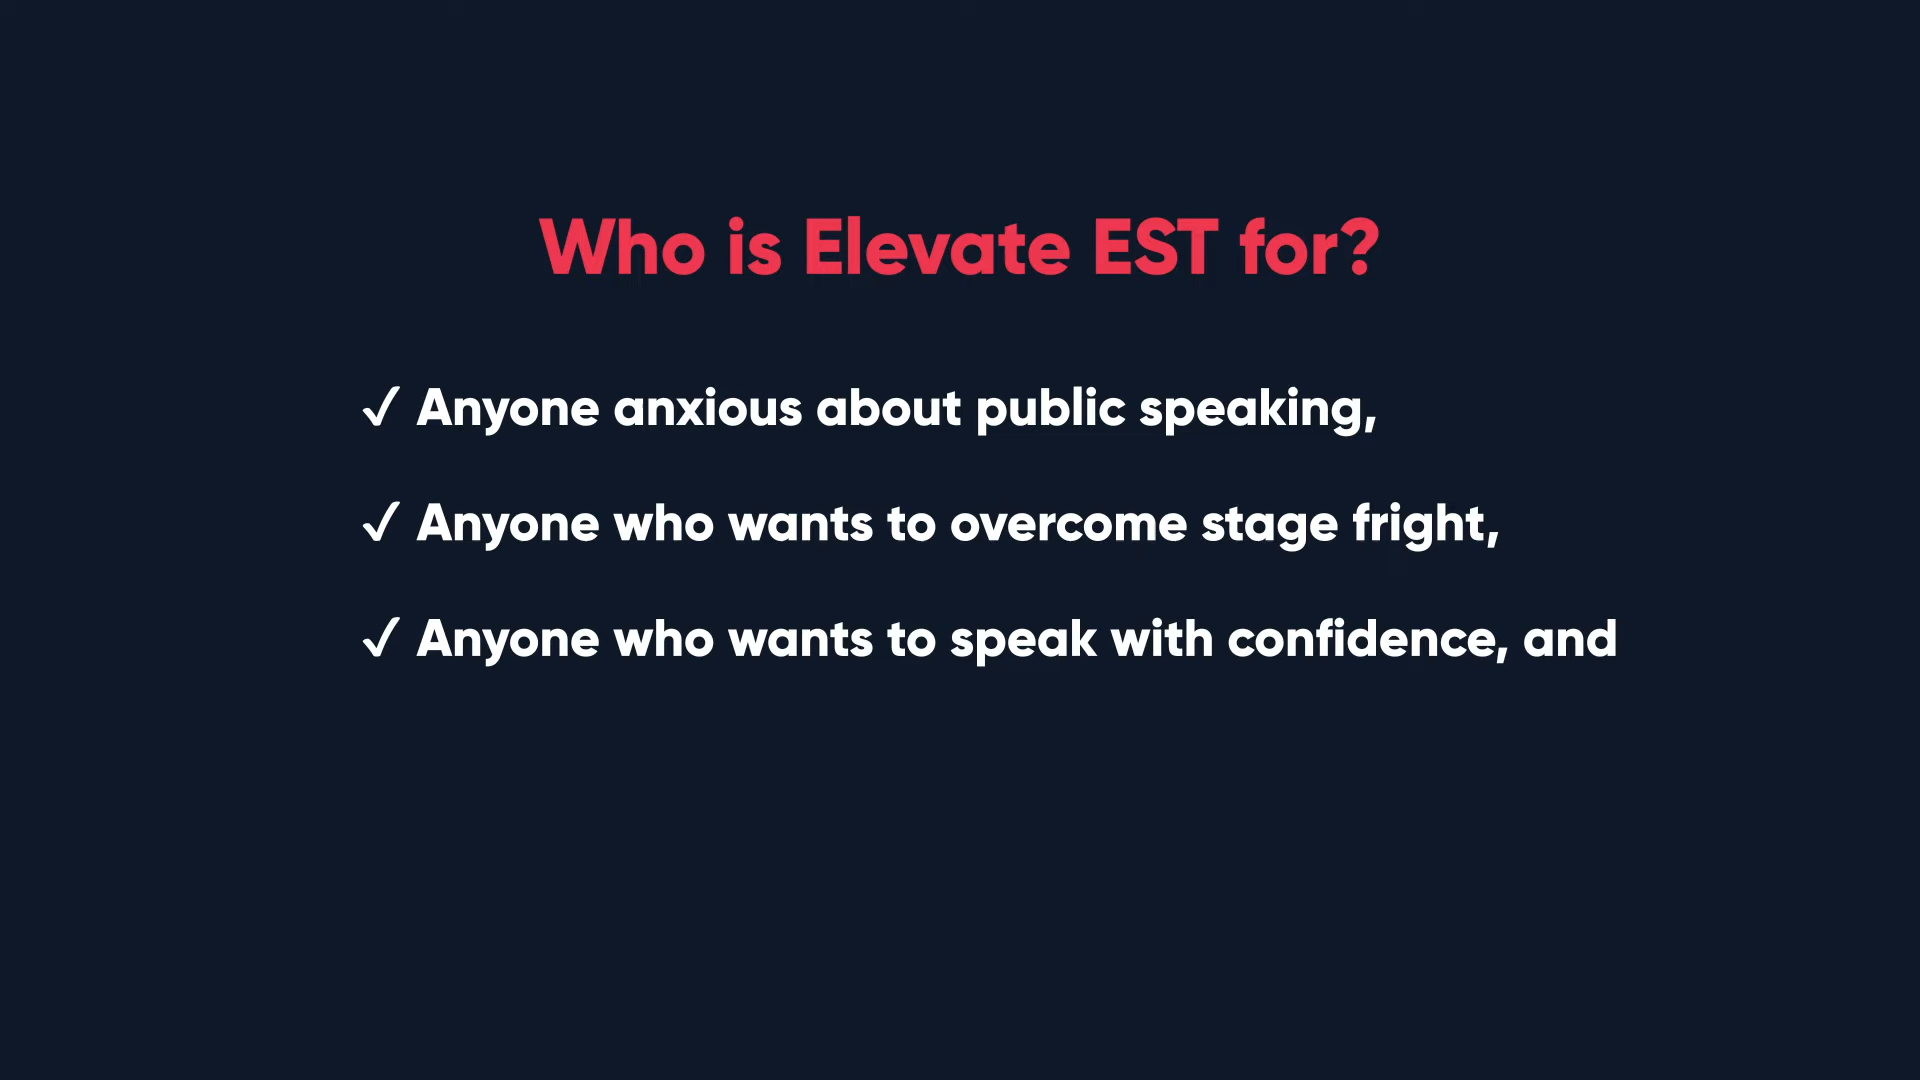 Who is Elevate EST for?
✓ Anyone anxious about public speaking,
✓ Anyone who wants to overcome stage fright,
✓ Anyone who wants to speak with confidence, and